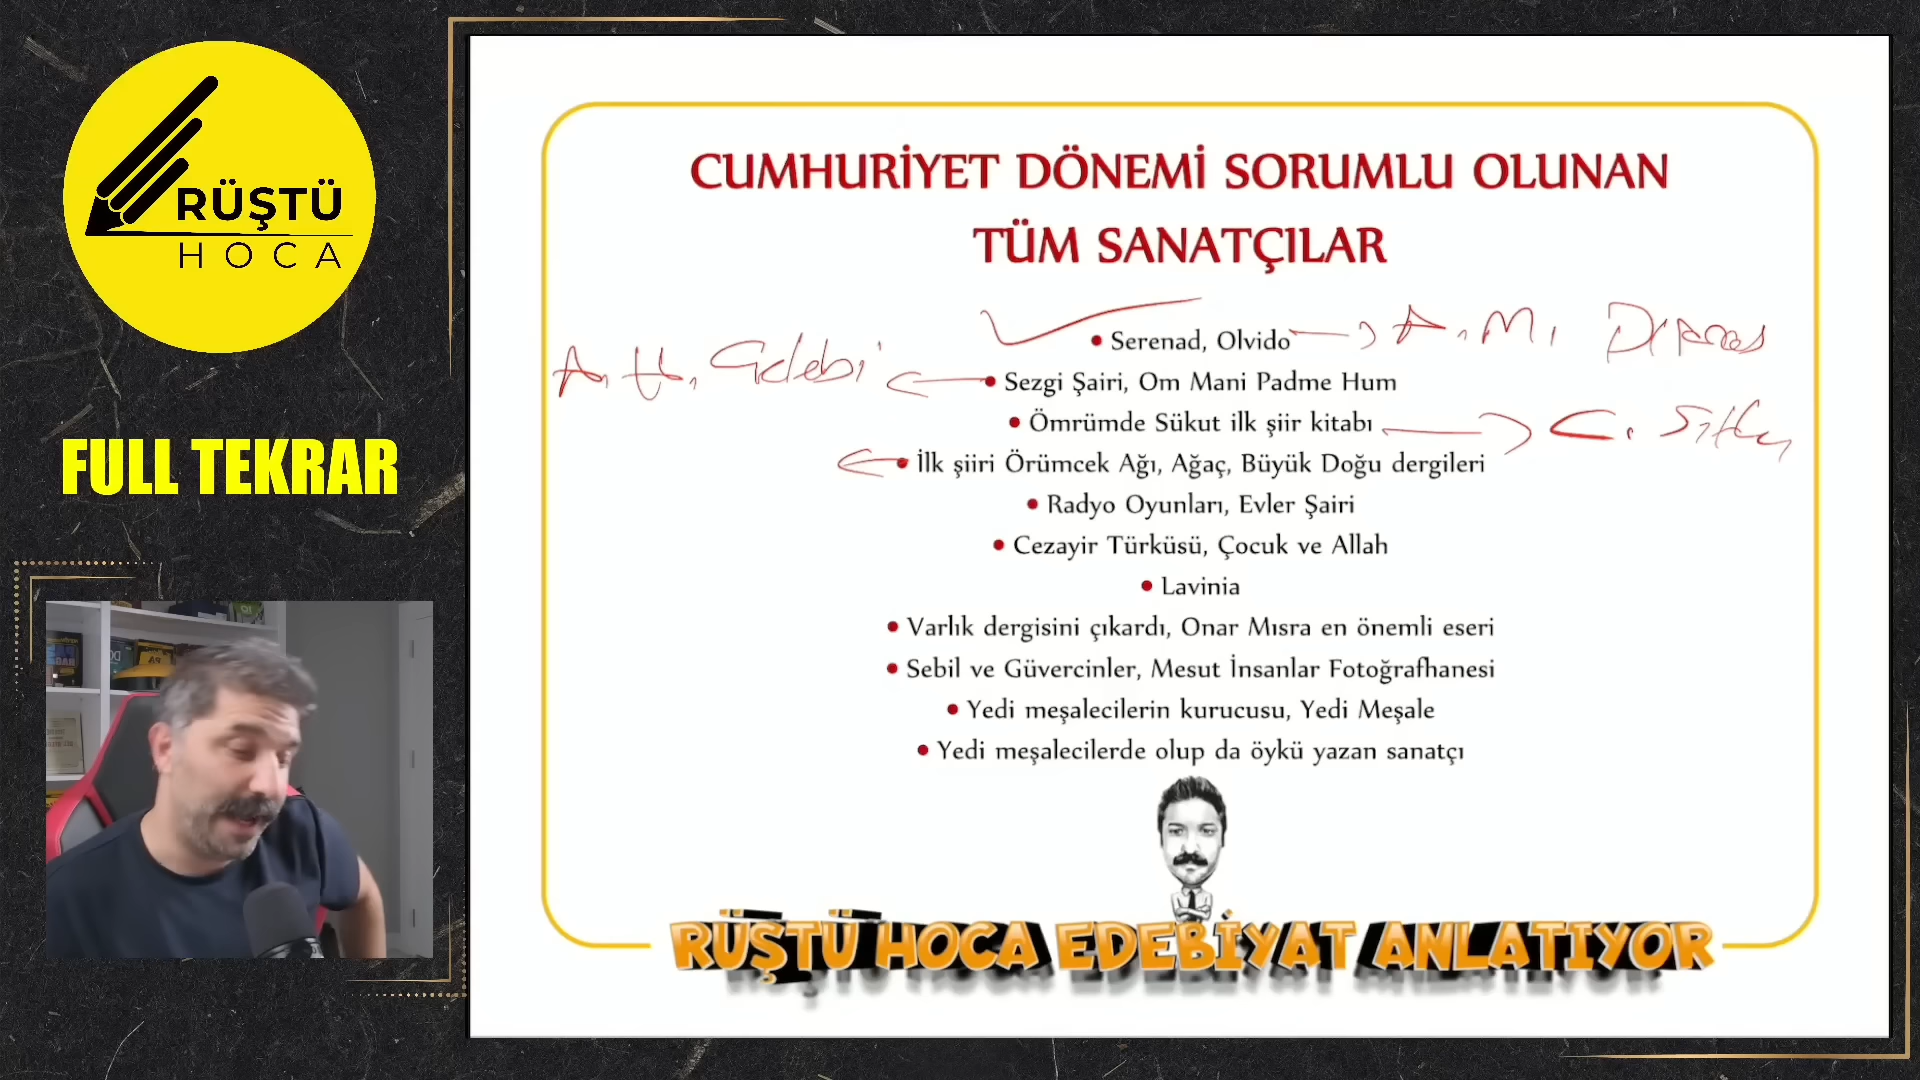 RÜŞTÜ
HOCA
FULL TEKRAR
CUMHURİYET DÖNEMİ SORUMLU OLUNAN
TÜM SANATÇILAR
• Serenad, Olvido
A. M. Dıranas
A. H. Çelebi
• Sezgi Şairi, Om Mani Padme Hum
• Ömrümde Sükut ilk şiir kitabı
C. Sıtkı
• İlk şiiri Örümcek Ağı, Ağaç, Büyük Doğu dergileri
• Radyo Oyunları, Evler Şairi
• Cezayir Türküsü, Çocuk ve Allah
• Lavinia
• Varlık dergisini çıkardı, Onar Mısra en önemli eseri
• Sebil ve Güvercinler, Mesut İnsanlar Fotoğrafhanesi
• Yedi meşalecilerin kurucusu, Yedi Meşale
• Yedi meşalecilerde olup da öykü yazan sanatçı
RÜŞTÜ HOCA EDEBİYAT ANLATIYOR